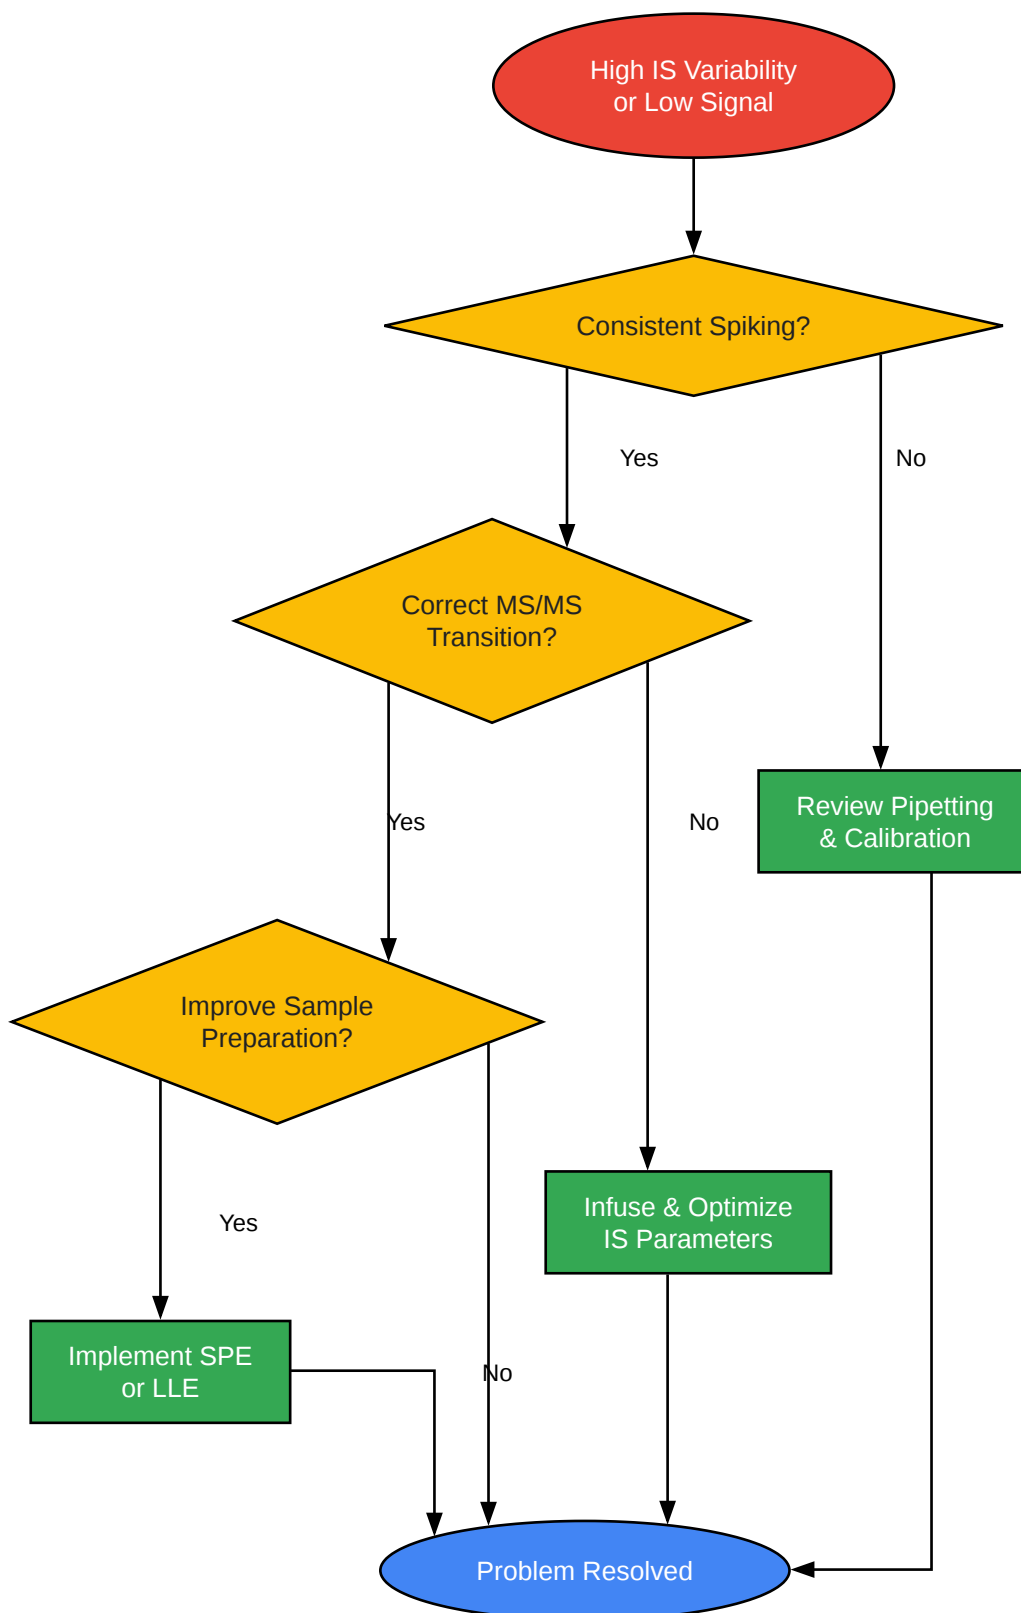 High IS Variability
or Low Signal
Consistent Spiking?
Yes
No
Correct MS/MS
Transition?
Yes
No
Review Pipetting
& Calibration
Improve Sample
Preparation?
Yes
Infuse & Optimize
IS Parameters
Implement SPE
or LLE
No
Problem Resolved